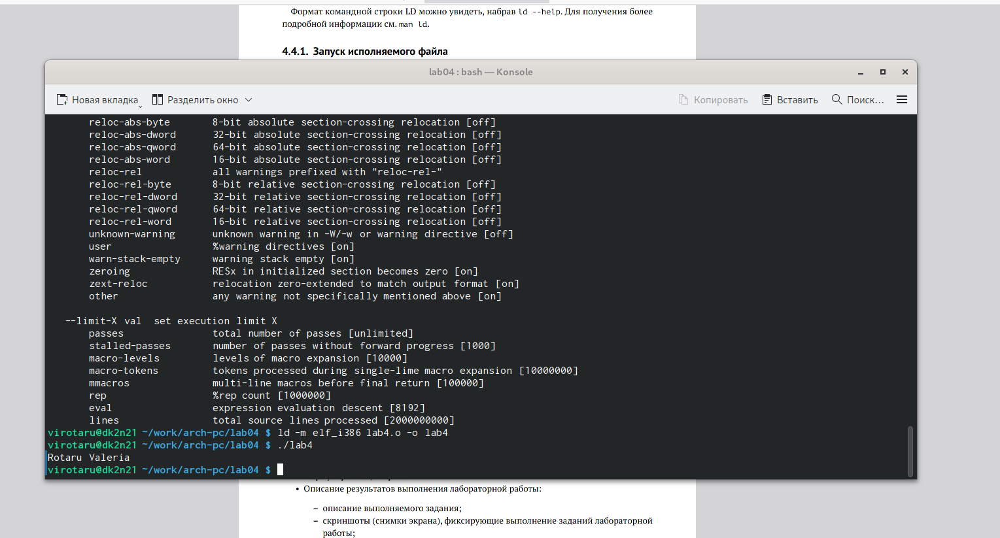 Формат командной строки LD можно увидеть, набрав ld --help. Для получения более
подробной информации см. man ld.
4.4.1. Запуск исполняемого файла
lab04 : bash — Konsole
Новая вкладка Разделить окно Копировать Вставить Поиск...
reloc-abs-byte 8-bit absolute section-crossing relocation [off]
reloc-abs-dword 32-bit absolute section-crossing relocation [off]
reloc-abs-qword 64-bit absolute section-crossing relocation [off]
reloc-abs-word 16-bit absolute section-crossing relocation [off]
reloc-rel all warnings prefixed with "reloc-rel-"
reloc-rel-byte 8-bit relative section-crossing relocation [off]
reloc-rel-dword 32-bit relative section-crossing relocation [off]
reloc-rel-qword 64-bit relative section-crossing relocation [off]
reloc-rel-word 16-bit relative section-crossing relocation [off]
unknown-warning unknown warning in -W/-w or warning directive [off]
user %warning directives [on]
warn-stack-empty warning stack empty [on]
zeroing RESx in initialized section becomes zero [on]
zext-reloc relocation zero-extended to match output format [on]
other any warning not specifically mentioned above [on]
--limit-X val set execution limit X
passes total number of passes [unlimited]
stalled-passes number of passes without forward progress [1000]
macro-levels levels of macro expansion [10000]
macro-tokens tokens processed during single-lime macro expansion [10000000]
mmacros multi-line macros before final return [100000]
rep %rep count [1000000]
eval expression evaluation descent [8192]
lines total source lines processed [2000000000]
virotaru@dk2n21 ~/work/arch-pc/lab04 $ ld -m elf_i386 lab4.o -o lab4
virotaru@dk2n21 ~/work/arch-pc/lab04 $ ./lab4
Rotaru Valeria
virotaru@dk2n21 ~/work/arch-pc/lab04 $
• Описание результатов выполнения лабораторной работы:
– описание выполняемого задания;
– скриншоты (снимки экрана), фиксирующие выполнение заданий лабораторной
работы;